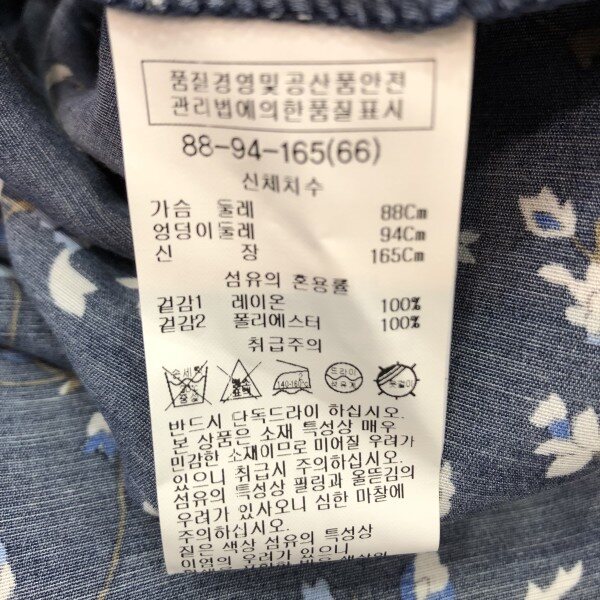 품질경영및 공산품안전
관리법에의한품질표시
88-94-165(66)
신체치수
가슴 둘레 88Cm
엉덩이둘레 94Cm
신 장 165Cm
섬유의 혼용률
겉감1 레이온 100%
겉감2 폴리에스터 100%
취급주의
140~160℃ 드라이
반드시 단독드라이 하십시오.
본 상품은 소재 특성상 매우
민감한 소재이므로 미어질 우려가
있으니 취급시 주의하십시오.
섬유의 특성상 필링과 올뜯김의
우려가 있사오니 심한 마찰에
주의하십시오.
짙은 색상 섬유의 특성상
이염의 우려가 있으니